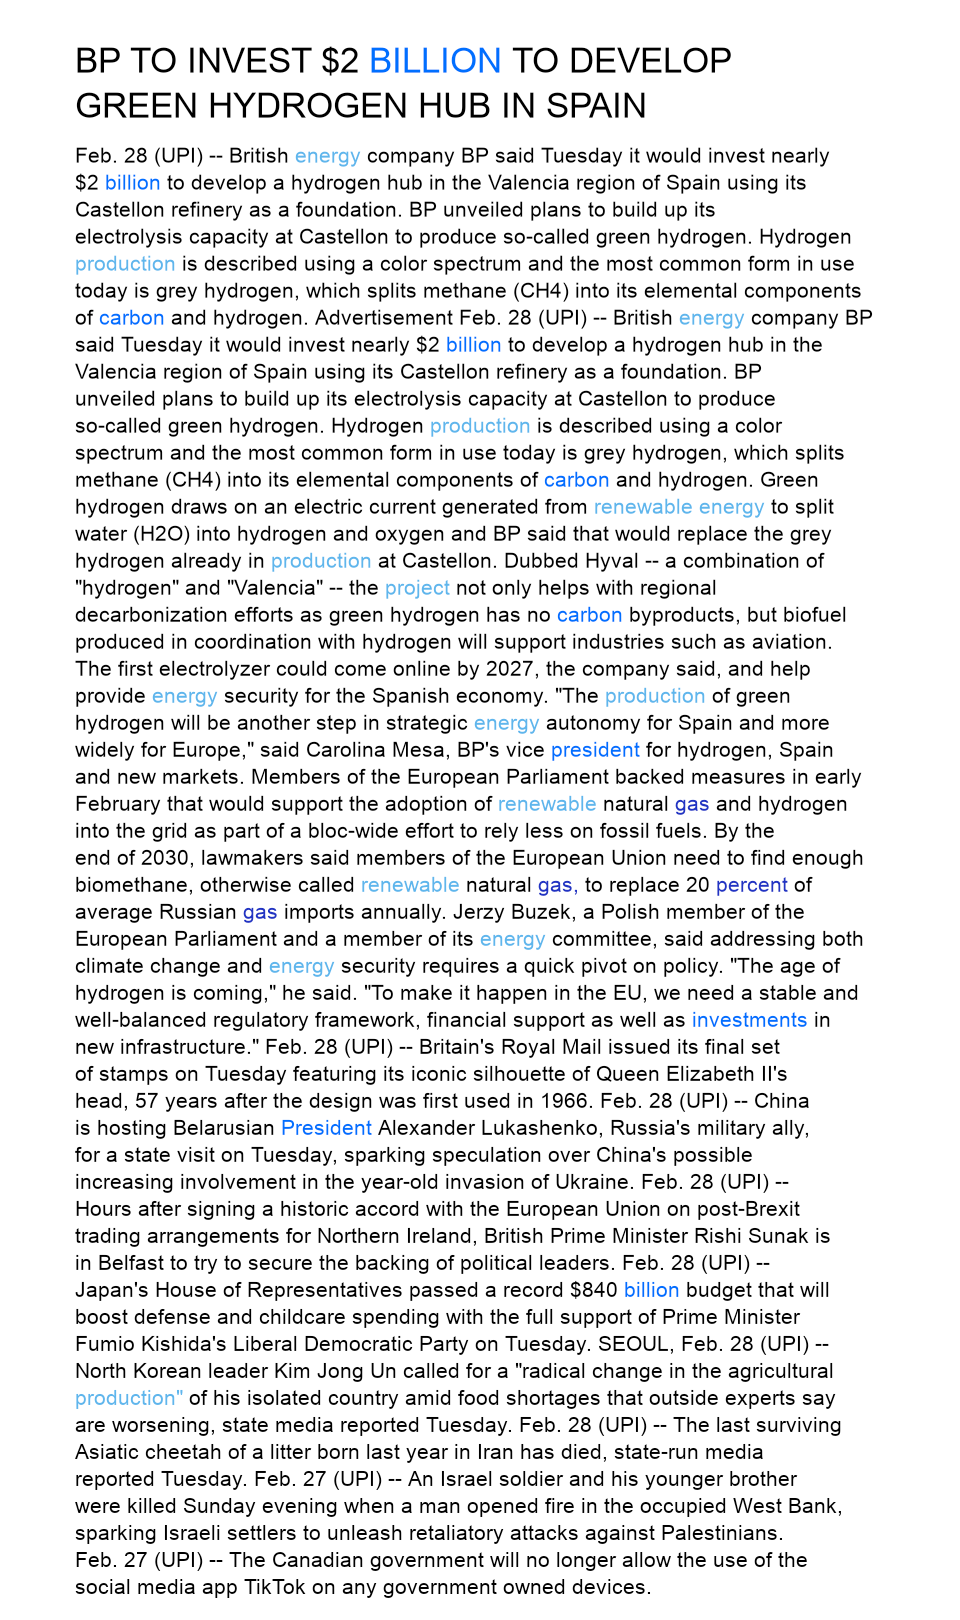 BP TO INVEST $2 BILLION TO DEVELOP
GREEN HYDROGEN HUB IN SPAIN
Feb. 28 (UPI) -- British energy company BP said Tuesday it would invest nearly
$2 billion to develop a hydrogen hub in the Valencia region of Spain using its
Castellon refinery as a foundation. BP unveiled plans to build up its
electrolysis capacity at Castellon to produce so-called green hydrogen. Hydrogen
production is described using a color spectrum and the most common form in use
today is grey hydrogen, which splits methane (CH4) into its elemental components
of carbon and hydrogen. Advertisement Feb. 28 (UPI) -- British energy company BP
said Tuesday it would invest nearly $2 billion to develop a hydrogen hub in the
Valencia region of Spain using its Castellon refinery as a foundation. BP
unveiled plans to build up its electrolysis capacity at Castellon to produce
so-called green hydrogen. Hydrogen production is described using a color
spectrum and the most common form in use today is grey hydrogen, which splits
methane (CH4) into its elemental components of carbon and hydrogen. Green
hydrogen draws on an electric current generated from renewable energy to split
water (H2O) into hydrogen and oxygen and BP said that would replace the grey
hydrogen already in production at Castellon. Dubbed Hyval -- a combination of
"hydrogen" and "Valencia" -- the project not only helps with regional
decarbonization efforts as green hydrogen has no carbon byproducts, but biofuel
produced in coordination with hydrogen will support industries such as aviation.
The first electrolyzer could come online by 2027, the company said, and help
provide energy security for the Spanish economy. "The production of green
hydrogen will be another step in strategic energy autonomy for Spain and more
widely for Europe," said Carolina Mesa, BP's vice president for hydrogen, Spain
and new markets. Members of the European Parliament backed measures in early
February that would support the adoption of renewable natural gas and hydrogen
into the grid as part of a bloc-wide effort to rely less on fossil fuels. By the
end of 2030, lawmakers said members of the European Union need to find enough
biomethane, otherwise called renewable natural gas, to replace 20 percent of
average Russian gas imports annually. Jerzy Buzek, a Polish member of the
European Parliament and a member of its energy committee, said addressing both
climate change and energy security requires a quick pivot on policy. "The age of
hydrogen is coming," he said. "To make it happen in the EU, we need a stable and
well-balanced regulatory framework, financial support as well as investments in
new infrastructure." Feb. 28 (UPI) -- Britain's Royal Mail issued its final set
of stamps on Tuesday featuring its iconic silhouette of Queen Elizabeth II's
head, 57 years after the design was first used in 1966. Feb. 28 (UPI) -- China
is hosting Belarusian President Alexander Lukashenko, Russia's military ally,
for a state visit on Tuesday, sparking speculation over China's possible
increasing involvement in the year-old invasion of Ukraine. Feb. 28 (UPI) --
Hours after signing a historic accord with the European Union on post-Brexit
trading arrangements for Northern Ireland, British Prime Minister Rishi Sunak is
in Belfast to try to secure the backing of political leaders. Feb. 28 (UPI) --
Japan's House of Representatives passed a record $840 billion budget that will
boost defense and childcare spending with the full support of Prime Minister
Fumio Kishida's Liberal Democratic Party on Tuesday. SEOUL, Feb. 28 (UPI) --
North Korean leader Kim Jong Un called for a "radical change in the agricultural
production" of his isolated country amid food shortages that outside experts say
are worsening, state media reported Tuesday. Feb. 28 (UPI) -- The last surviving
Asiatic cheetah of a litter born last year in Iran has died, state-run media
reported Tuesday. Feb. 27 (UPI) -- An Israel soldier and his younger brother
were killed Sunday evening when a man opened fire in the occupied West Bank,
sparking Israeli settlers to unleash retaliatory attacks against Palestinians.
Feb. 27 (UPI) -- The Canadian government will no longer allow the use of the
social media app TikTok on any government owned devices.